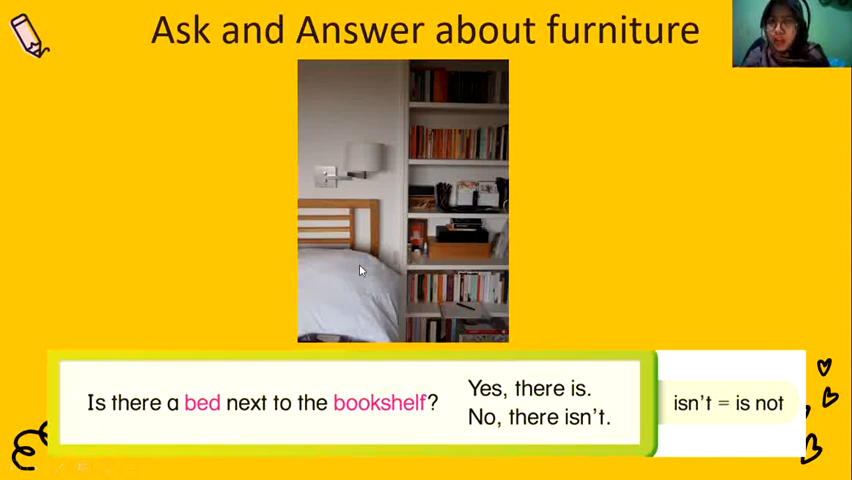 Ask and Answer about furniture
Is there a bed next to the bookshelf?
Yes, there is.
No, there isn't.
isn't = is not